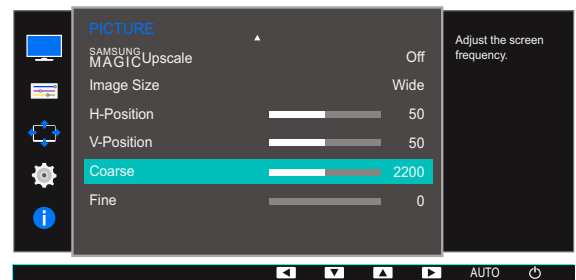 PICTURE
SAMSUNG
MAGIC Upscale Off
Image Size Wide
H-Position 50
V-Position 50
Coarse 2200
Fine 0
Adjust the screen
frequency.
i
AUTO